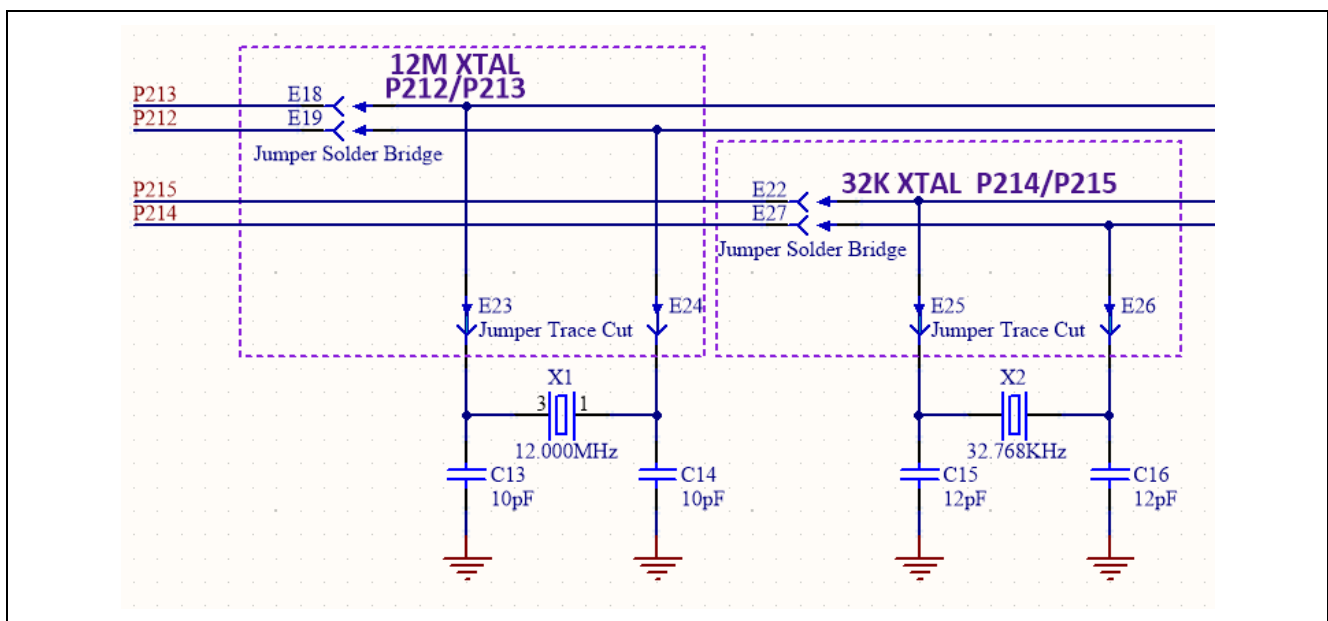 12M XTAL
P212/P213
P213
E18
P212
E19
Jumper Solder Bridge
32K XTAL P214/P215
P215
E22
P214
E27
Jumper Solder Bridge
E23
E24
Jumper Trace Cut
E25
E26
Jumper Trace Cut
X1
3
1
12.000MHz
X2
32.768KHz
C13
10pF
C14
10pF
C15
12pF
C16
12pF